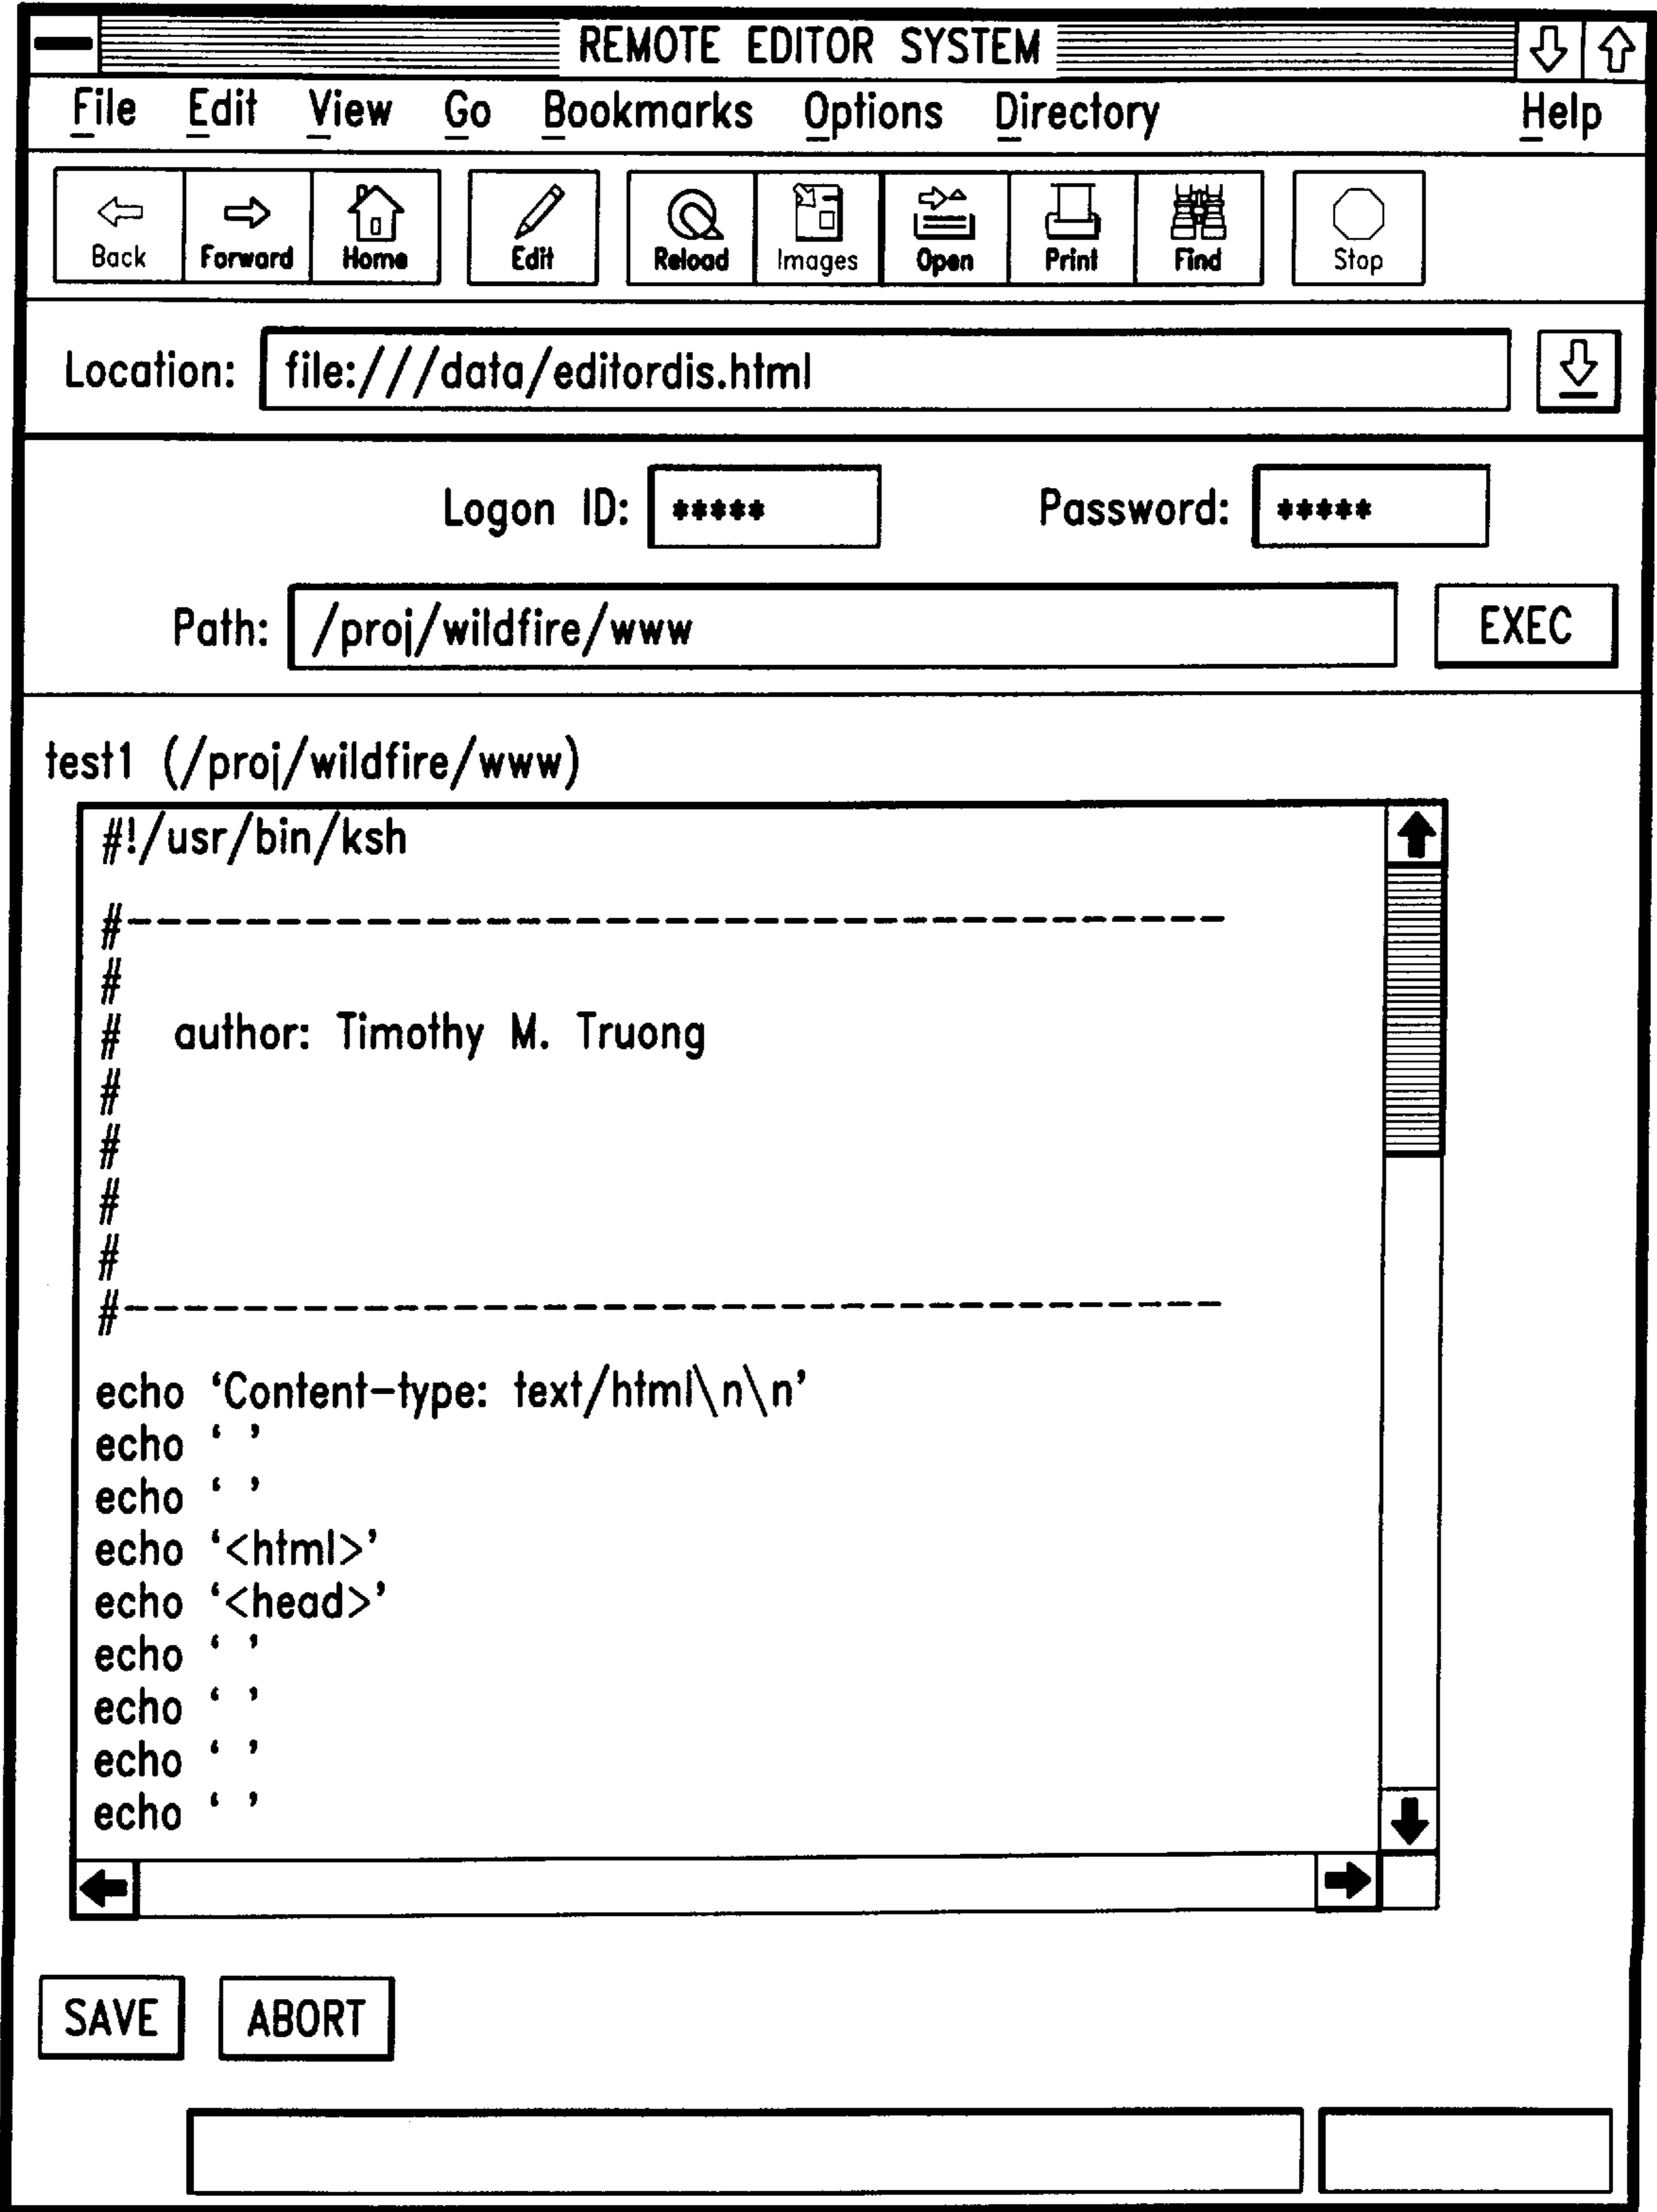 REMOTE EDITOR SYSTEM
File Edit View Go Bookmarks Options Directory Help
Back Forward Home Edit Reload Images Open Print Find Stop
Location: file:///data/editordis.html
Logon ID: ***** Password: *****
Path: /proj/wildfire/www EXEC
test1 (/proj/wildfire/www)
#!/usr/bin/ksh
#-------------------------------------
#
# author: Timothy M. Truong
#
#
#
#
#-------------------------------------
echo ‘Content-type: text/html\n\n’
echo ‘ ’
echo ‘ ’
echo ‘<html>’
echo ‘<head>’
echo ‘ ’
echo ‘ ’
echo ‘ ’
echo ‘ ’
SAVE ABORT